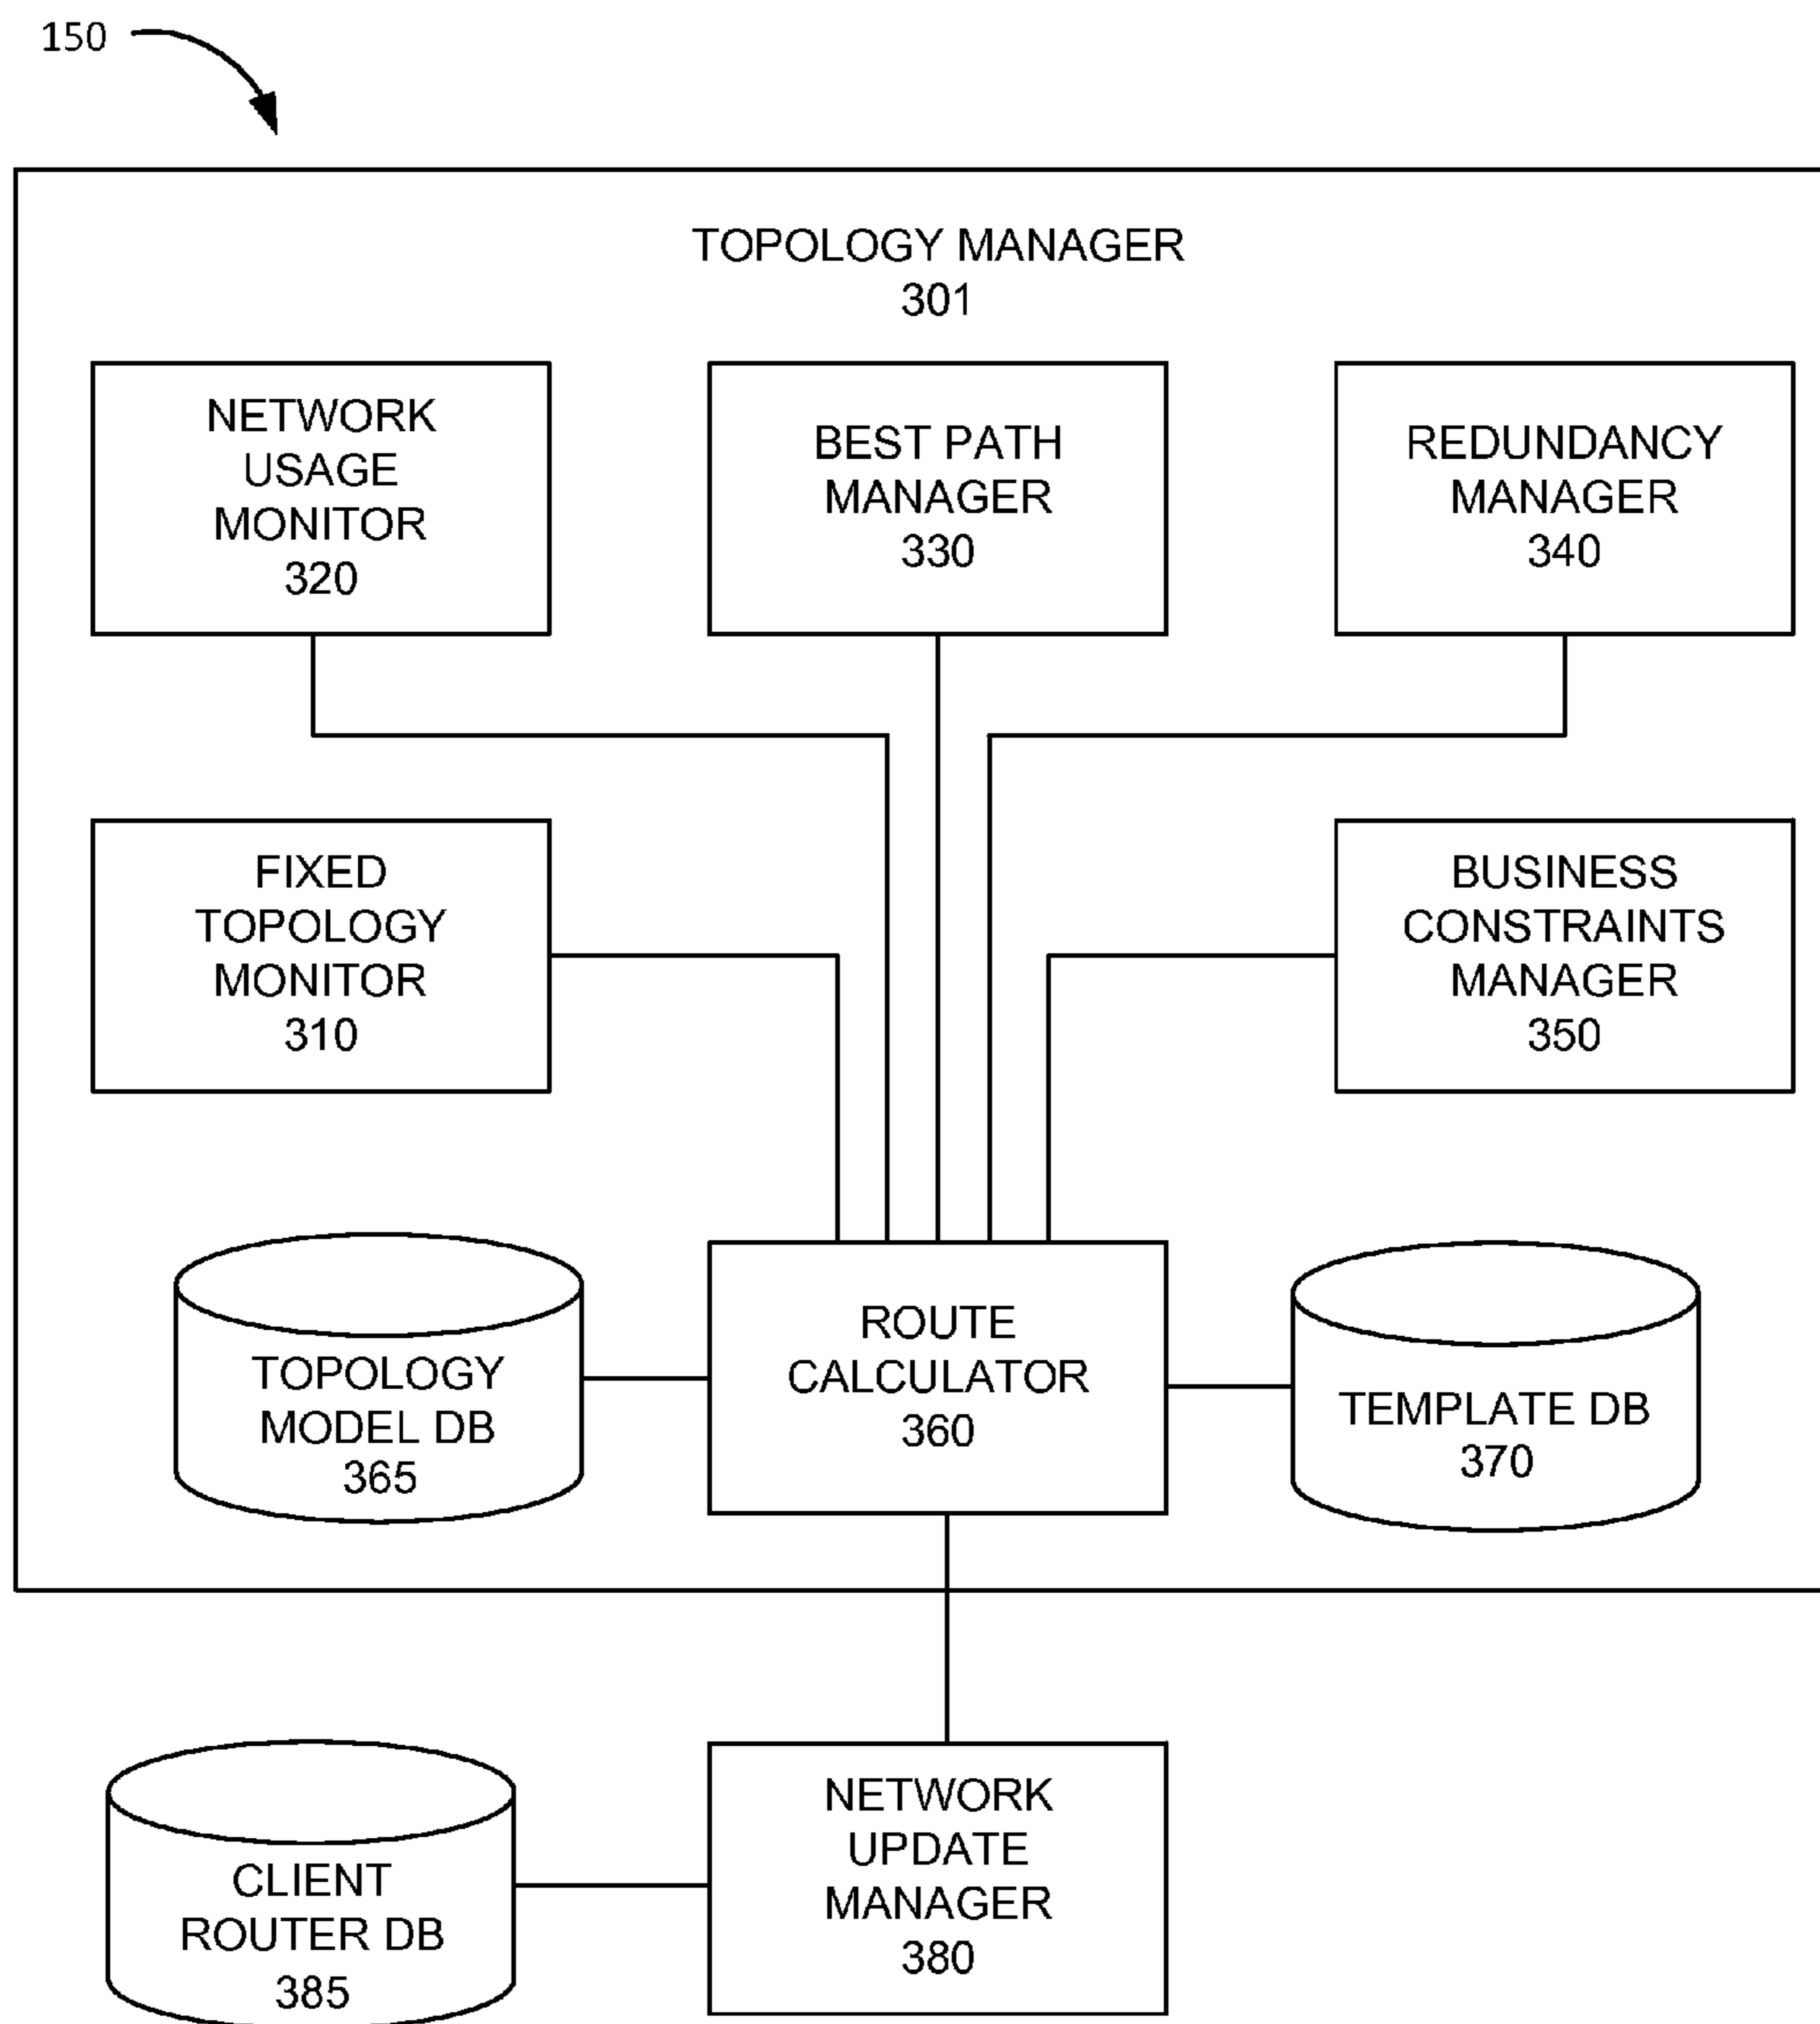 150
TOPOLOGY MANAGER
301
NETWORK
USAGE
MONITOR
320
BEST PATH
MANAGER
330
REDUNDANCY
MANAGER
340
FIXED
TOPOLOGY
MONITOR
310
BUSINESS
CONSTRAINTS
MANAGER
350
TOPOLOGY
MODEL DB
365
ROUTE
CALCULATOR
360
TEMPLATE DB
370
CLIENT
ROUTER DB
385
NETWORK
UPDATE
MANAGER
380